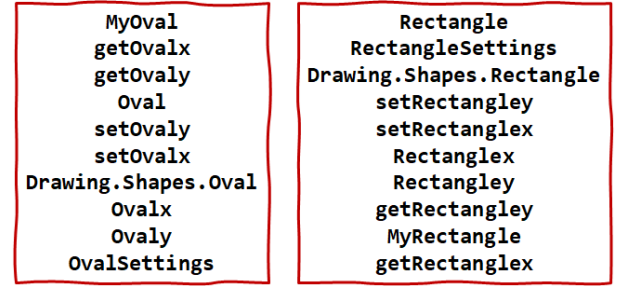 MyOval
getOvalx
getOvaly
Oval
setOvaly
setOvalx
Drawing.Shapes.Oval
Ovalx
Ovaly
OvalSettings
Rectangle
RectangleSettings
Drawing.Shapes.Rectangle
setRectangley
setRectanglex
Rectanglex
Rectangley
getRectangley
MyRectangle
getRectanglex